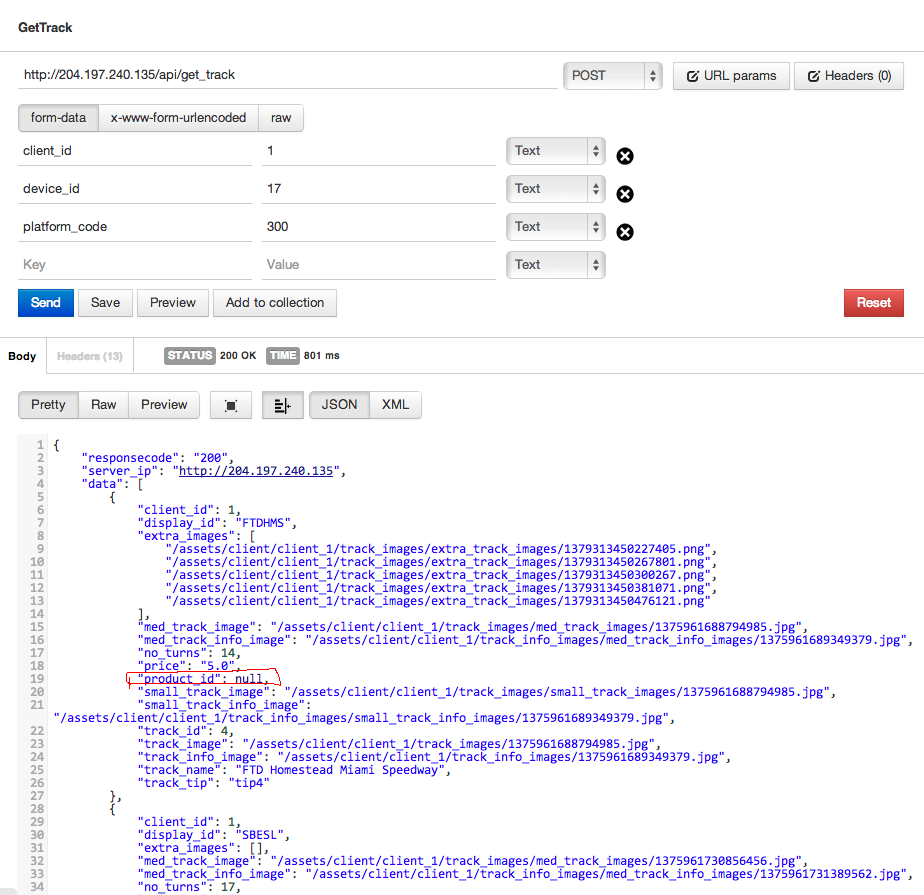 GetTrack
http://204.197.240.135/api/get_track POST URL params Headers (0)
form-data x-www-form-urlencoded raw
client_id 1 Text
device_id 17 Text
platform_code 300 Text
Key Value Text
Send Save Preview Add to collection Reset
Body Headers (13) STATUS 200 OK TIME 801 ms
Pretty Raw Preview JSON XML
1 {
2 "responsecode": "200",
3 "server_ip": "http://204.197.240.135",
4 "data": [
5 {
6 "client_id": 1,
7 "display_id": "FTDHMS",
8 "extra_images": [
9 "/assets/client/client_1/track_images/extra_track_images/1379313450227405.png",
10 "/assets/client/client_1/track_images/extra_track_images/1379313450267801.png",
11 "/assets/client/client_1/track_images/extra_track_images/1379313450300267.png",
12 "/assets/client/client_1/track_images/extra_track_images/1379313450381071.png",
13 "/assets/client/client_1/track_images/extra_track_images/1379313450476121.png"
14 ],
15 "med_track_image": "/assets/client/client_1/track_images/med_track_images/1375961688794985.jpg",
16 "med_track_info_image": "/assets/client/client_1/track_info_images/med_track_info_images/1375961689349379.jpg",
17 "no_turns": 14,
18 "price": "5.0",
19 "product_id": null,
20 "small_track_image": "/assets/client/client_1/track_images/small_track_images/1375961688794985.jpg",
21 "small_track_info_image":
"/assets/client/client_1/track_info_images/small_track_info_images/1375961689349379.jpg",
22 "track_id": 4,
23 "track_image": "/assets/client/client_1/track_images/1375961688794985.jpg",
24 "track_info_image": "/assets/client/client_1/track_info_images/1375961689349379.jpg",
25 "track_name": "FTD Homestead Miami Speedway",
26 "track_tip": "tip4"
27 },
28 {
29 "client_id": 1,
30 "display_id": "SBESL",
31 "extra_images": [],
32 "med_track_image": "/assets/client/client_1/track_images/med_track_images/1375961730856456.jpg",
33 "med_track_info_image": "/assets/client/client_1/track_info_images/med_track_info_images/1375961731389562.jpg",
34 "no_turns": 17,